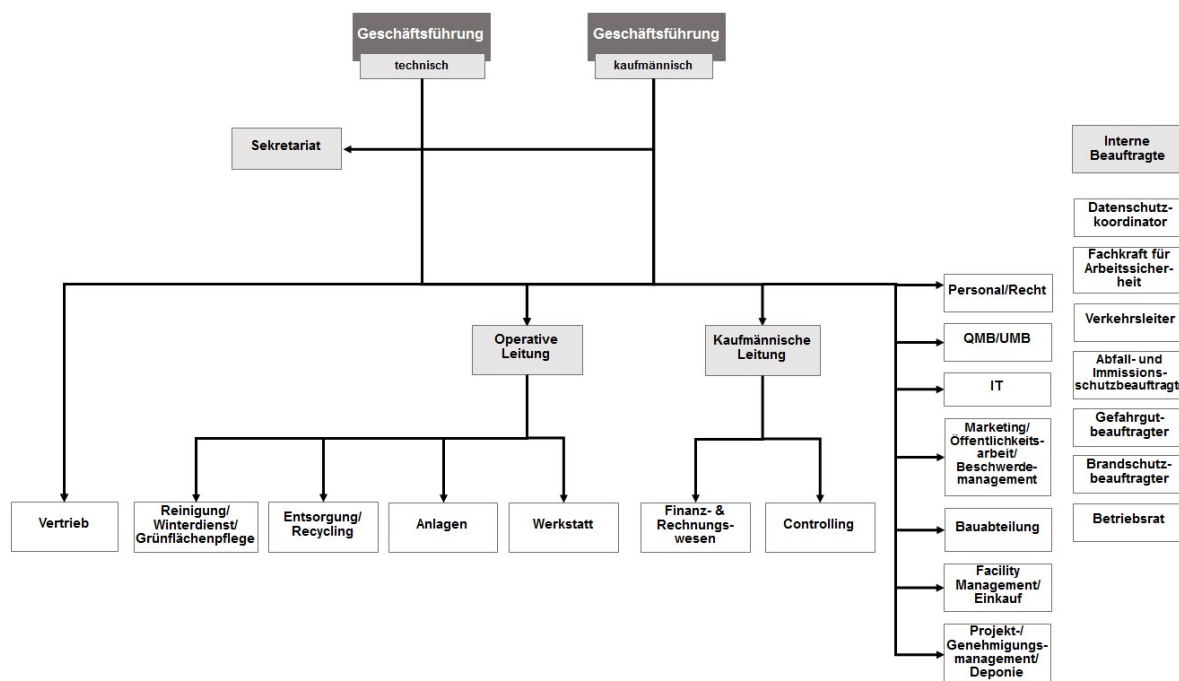 Geschäftsführung
technisch
Geschäftsführung
kaufmännisch
Sekretariat
Operative
Leitung
Kaufmännische
Leitung
Vertrieb
Reinigung/
Winterdienst/
Grünflächenpflege
Entsorgung/
Recycling
Anlagen
Werkstatt
Finanz- &
Rechnungs-
wesen
Controlling
Personal/Recht
QMB/UMB
IT
Marketing/
Öffentlichkeits-
arbeit/
Beschwerde-
management
Bauabteilung
Facility
Management/
Einkauf
Projekt-/
Genehmigungs-
management/
Deponie
Interne
Beauftragte
Datenschutz-
koordinator
Fachkraft für
Arbeitssicher-
heit
Verkehrsleiter
Abfall- und
Immissions-
schutzbeauftragte
Gefahrgut-
beauftragter
Brandschutz-
beauftragter
Betriebsrat